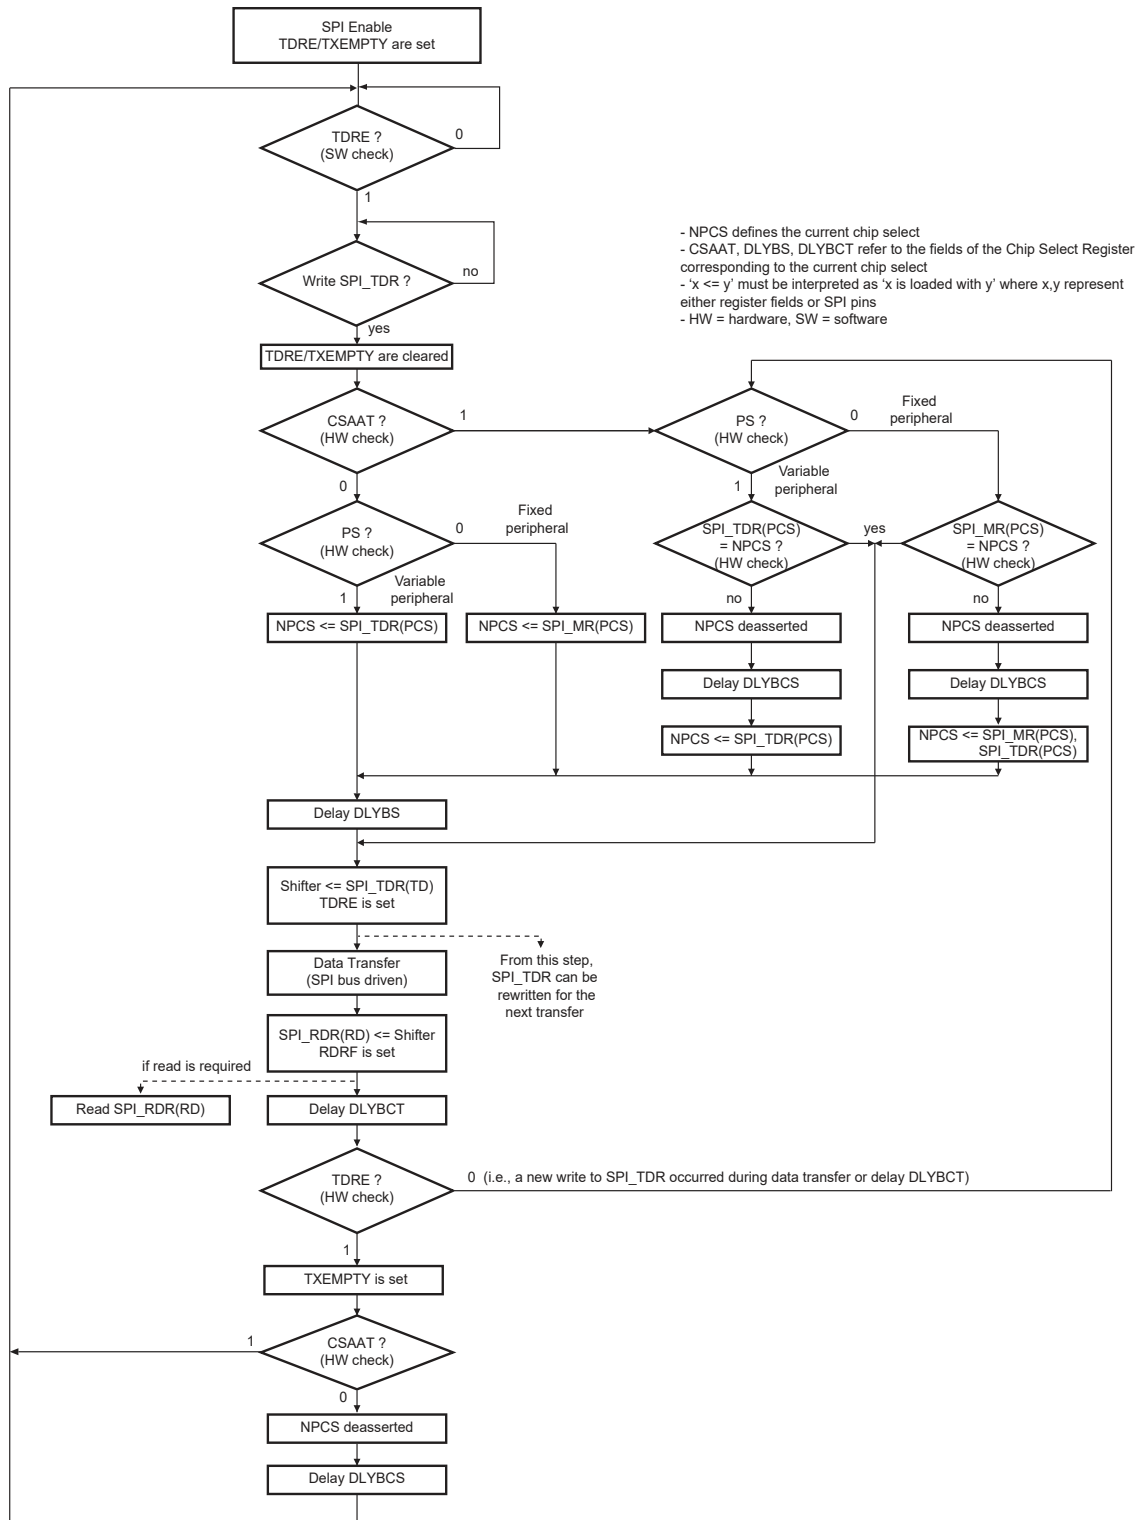 SPI Enable
TDRE/TXEMPTY are set
TDRE ?
(SW check)
0
1
Write SPI_TDR ?
no
yes
- NPCS defines the current chip select
- CSAAT, DLYBS, DLYBCT refer to the fields of the Chip Select Register
corresponding to the current chip select
- ‘x <= y’ must be interpreted as ‘x is loaded with y’ where x,y represent
either register fields or SPI pins
- HW = hardware, SW = software
TDRE/TXEMPTY are cleared
CSAAT ?
(HW check)
1
0
PS ?
(HW check)
0
Fixed
peripheral
1
Variable
peripheral
PS ?
(HW check)
0
Fixed
peripheral
1
Variable
peripheral
SPI_TDR(PCS)
= NPCS ?
(HW check)
yes
SPI_MR(PCS)
= NPCS ?
(HW check)
no
no
NPCS <= SPI_TDR(PCS)
NPCS <= SPI_MR(PCS)
NPCS deasserted
NPCS deasserted
Delay DLYBCS
Delay DLYBCS
NPCS <= SPI_TDR(PCS)
NPCS <= SPI_MR(PCS),
SPI_TDR(PCS)
Delay DLYBS
Shifter <= SPI_TDR(TD)
TDRE is set
Data Transfer
(SPI bus driven)
From this step,
SPI_TDR can be
rewritten for the
next transfer
SPI_RDR(RD) <= Shifter
RDRF is set
if read is required
Read SPI_RDR(RD)
Delay DLYBCT
TDRE ?
(HW check)
0 (i.e., a new write to SPI_TDR occurred during data transfer or delay DLYBCT)
1
TXEMPTY is set
CSAAT ?
(HW check)
1
0
NPCS deasserted
Delay DLYBCS